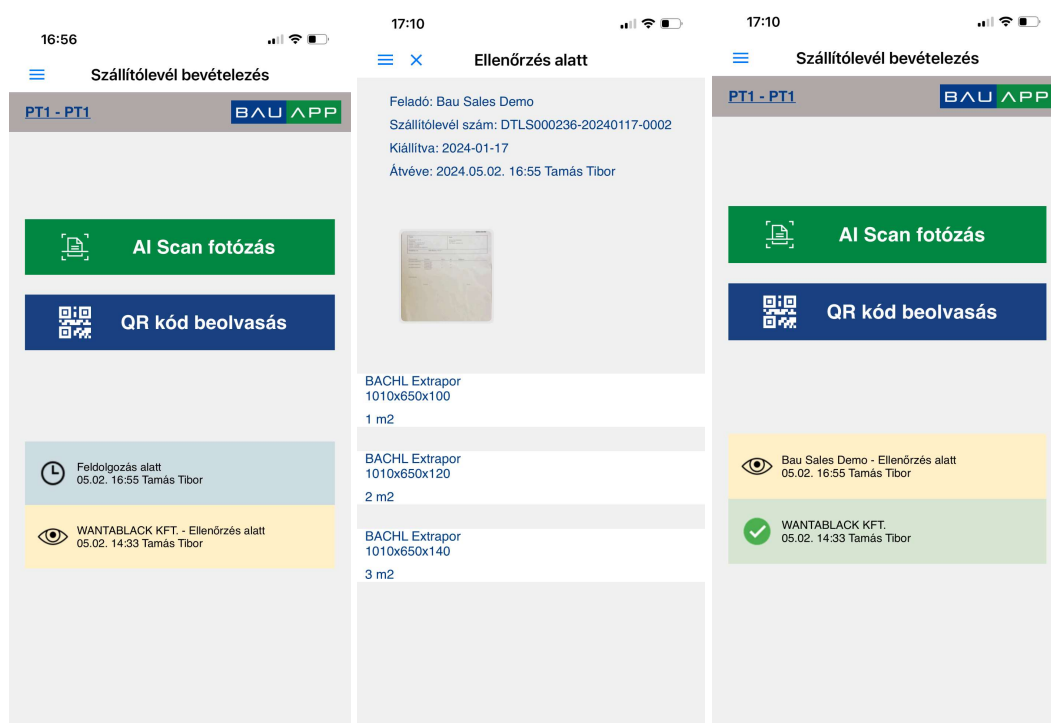 16:56
Szállítólevél bevételezés
PT1 - PT1
BAU APP
AI Scan fotózás
QR kód beolvasás
Feldolgozás alatt
05.02. 16:55 Tamás Tibor
WANTABLACK KFT. - Ellenőrzés alatt
05.02. 14:33 Tamás Tibor
17:10
Ellenőrzés alatt
Feladó: Bau Sales Demo
Szállítólevél szám: DTLS000236-20240117-0002
Kiállítva: 2024-01-17
Átvéve: 2024.05.02. 16:55 Tamás Tibor
BACHL Extrapor
1010x650x100
1 m2
BACHL Extrapor
1010x650x120
2 m2
BACHL Extrapor
1010x650x140
3 m2
17:10
Szállítólevél bevételezés
PT1 - PT1
BAU APP
AI Scan fotózás
QR kód beolvasás
Bau Sales Demo - Ellenőrzés alatt
05.02. 16:55 Tamás Tibor
WANTABLACK KFT.
05.02. 14:33 Tamás Tibor